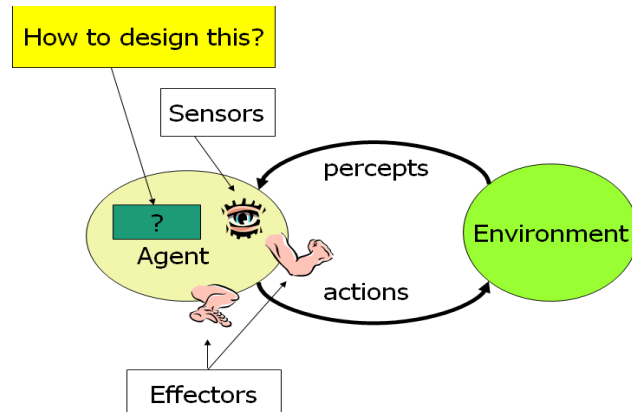 How to design this?
Sensors
percepts
?
Agent
Environment
actions
Effectors